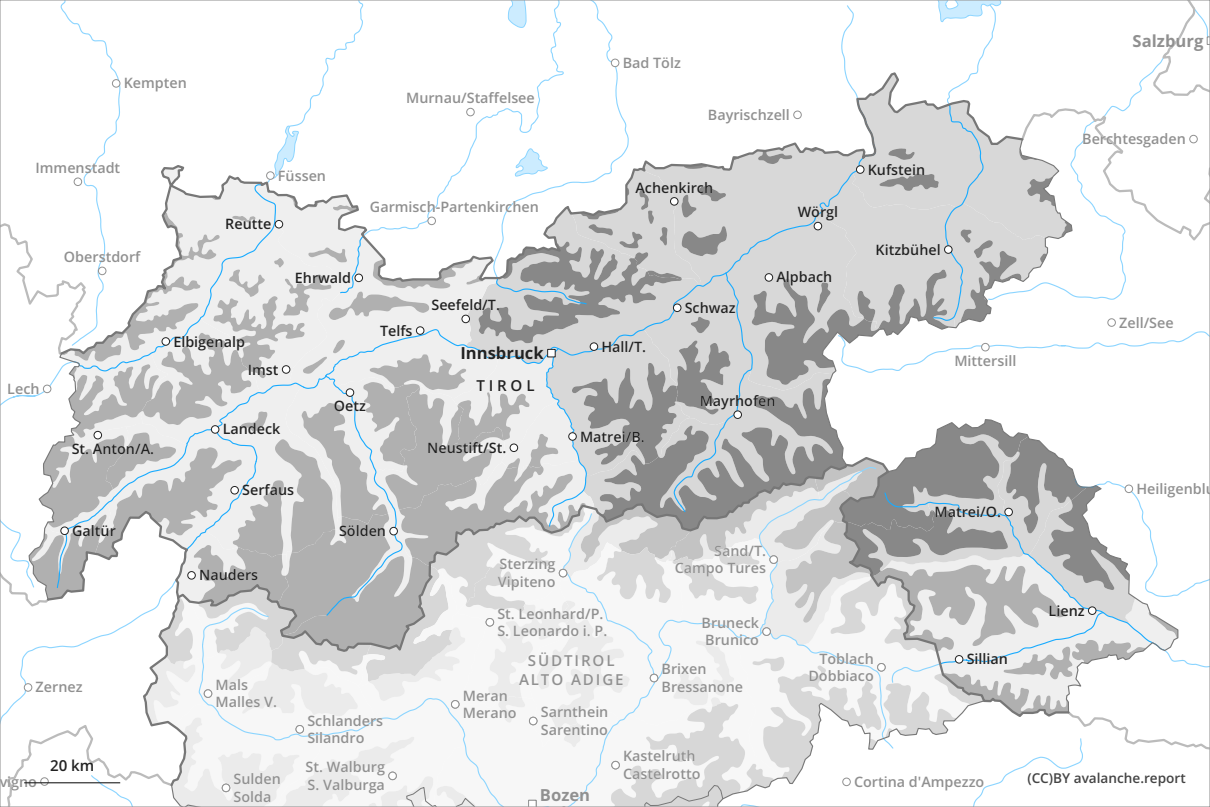 Salzburg
Bad Tölz
Kempten
Murnau/Staffelsee
Bayrischzell
Berchtesgaden
Immenstadt
Füssen
Kufstein
Achenkirch
Garmisch-Partenkirchen
Wörgl
Reutte
Kitzbühel
Oberstdorf
Ehrwald
Alpbach
Seefeld/T.
Schwaz
Zell/See
Telfs
Elbigenalp
Innsbruck
Hall/T.
Mittersill
Imst
TIROL
Lech
Oetz
Mayrhofen
Landeck
Matrei/B.
St. Anton/A.
Neustift/St.
Serfaus
Heiligenblu
Matrei/O.
Galtür
Sölden
Sand/T.
Campo Tures
Sterzing
Vipiteno
Nauders
Lienz
St. Leonhard/P.
S. Leonardo i. P.
Bruneck
Brunico
SÜDTIROL
ALTO ADIGE
Sillian
Toblach
Dobbiaco
Brixen
Bressanone
Zernez
Mals
Malles V.
Meran
Merano
Sarnthein
Sarentino
Schlanders
Silandro
Kastelruth
Castelrotto
St. Walburg
S. Valburga
20 km
vigno
Sulden
Solda
Cortina d'Ampezzo
(CC)BY avalanche.report
Bozen